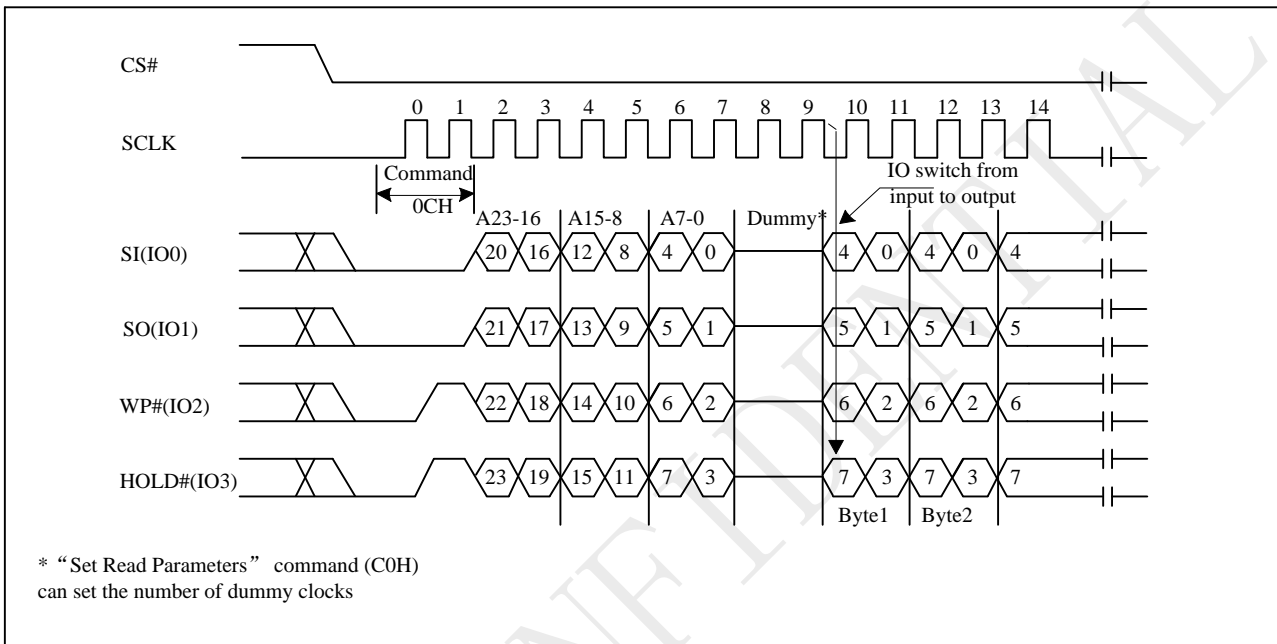 CS#
0 1 2 3 4 5 6 7 8 9 10 11 12 13 14
SCLK
Command
0CH
IO switch from
input to output
A23-16 A15-8 A7-0 Dummy*
SI(IO0) 20 16 12 8 4 0 4 0 4 0 4
SO(IO1) 21 17 13 9 5 1 5 1 5 1 5
WP#(IO2) 22 18 14 10 6 2 6 2 6 2 6
HOLD#(IO3) 23 19 15 11 7 3 7 3 7 3 7
Byte1 Byte2
* “Set Read Parameters” command (C0H)
can set the number of dummy clocks
NFIDENTIAL